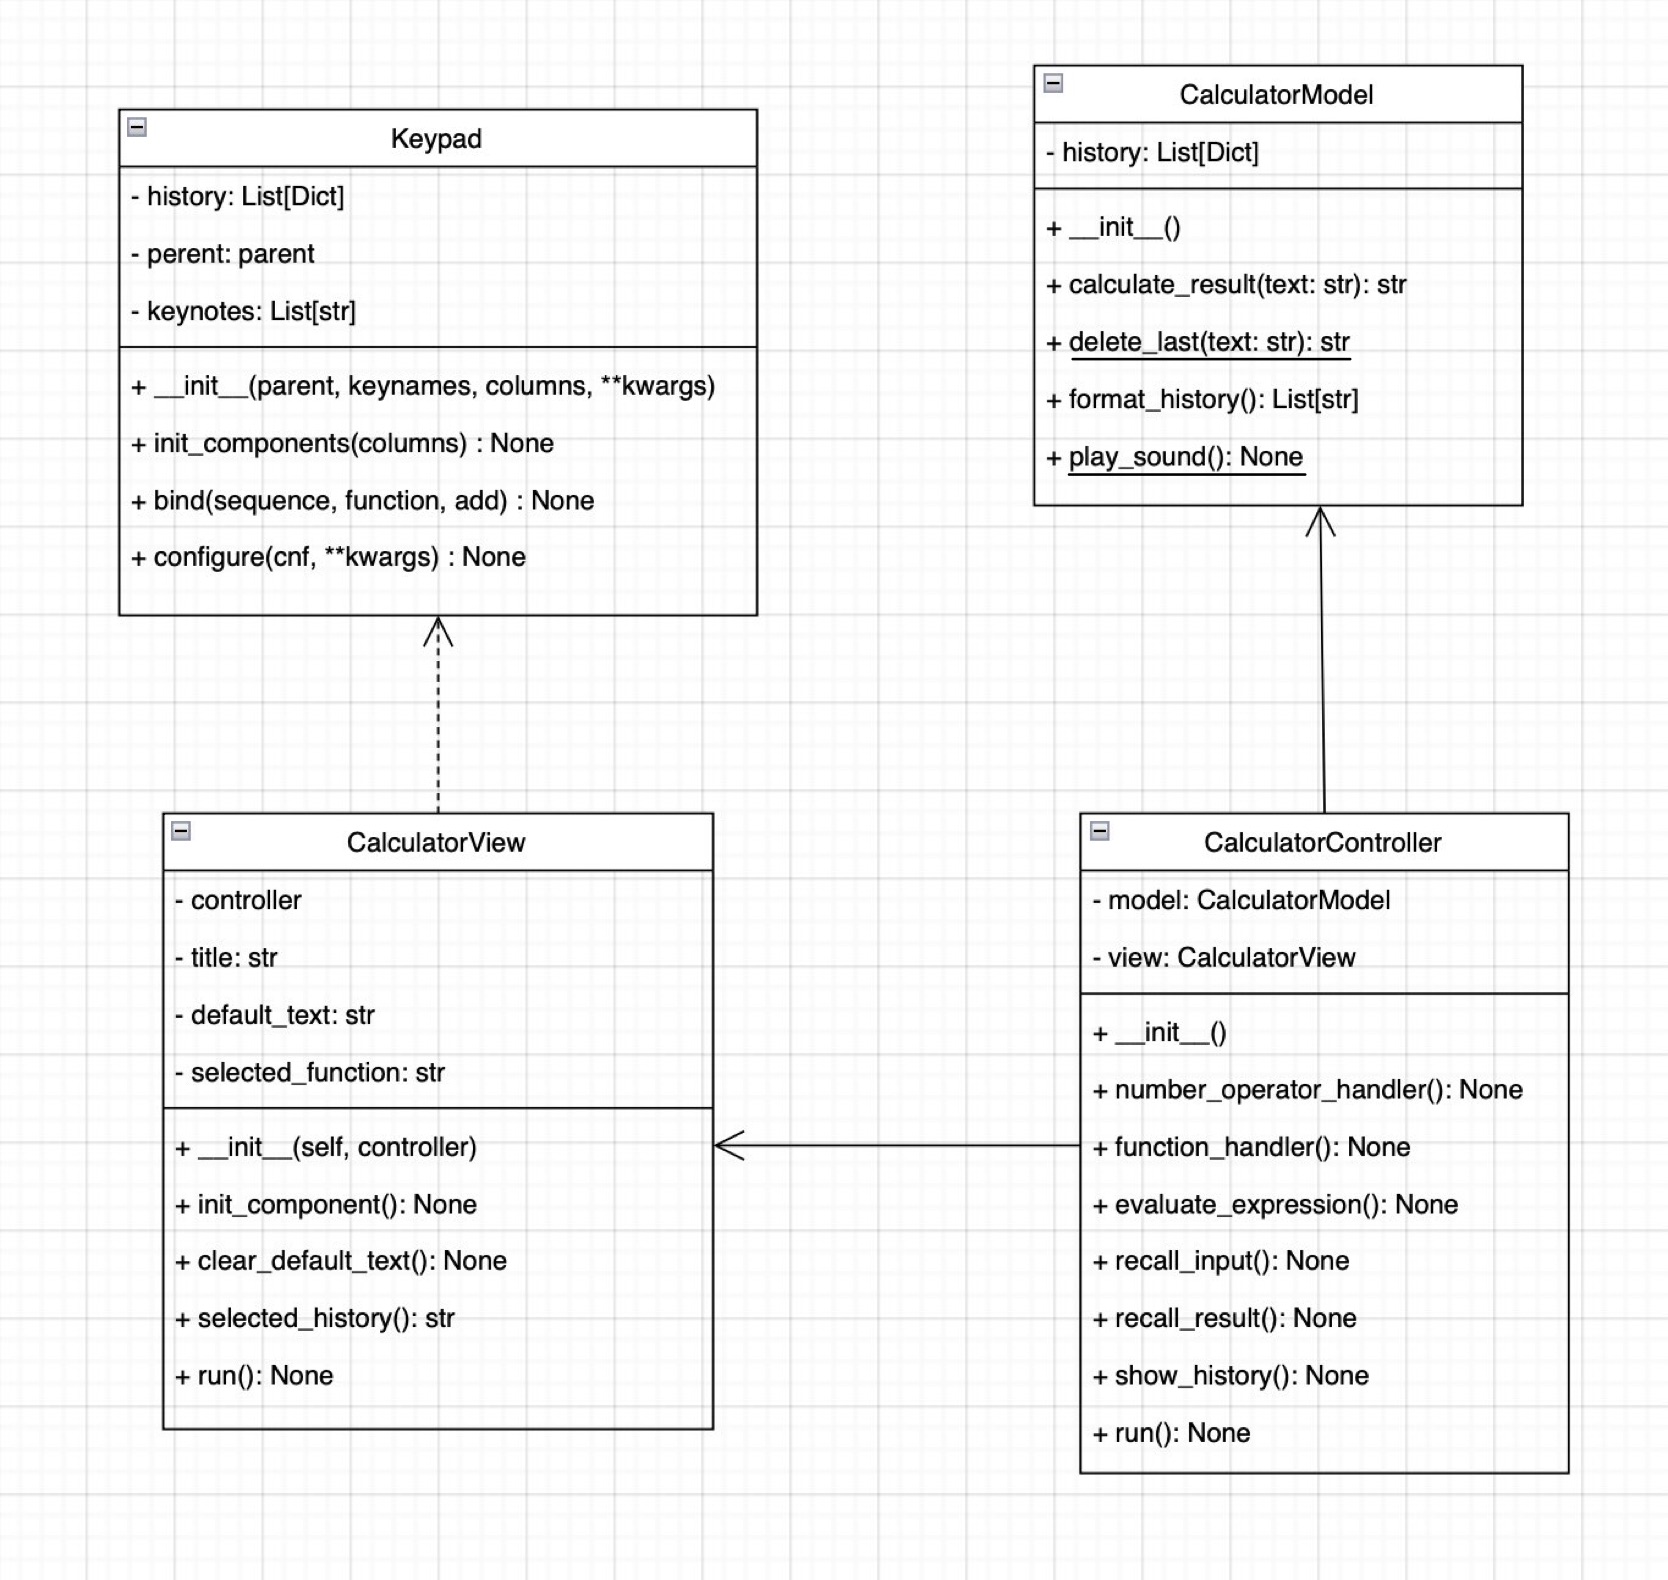 Keypad
- history: List[Dict]
- perent: parent
- keynotes: List[str]
+ __init__(parent, keynames, columns, **kwargs)
+ init_components(columns) : None
+ bind(sequence, function, add) : None
+ configure(cnf, **kwargs) : None
CalculatorModel
- history: List[Dict]
+ __init__()
+ calculate_result(text: str): str
+ delete_last(text: str): str
+ format_history(): List[str]
+ play_sound(): None
CalculatorView
- controller
- title: str
- default_text: str
- selected_function: str
+ __init__(self, controller)
+ init_component(): None
+ clear_default_text(): None
+ selected_history(): str
+ run(): None
CalculatorController
- model: CalculatorModel
- view: CalculatorView
+ __init__()
+ number_operator_handler(): None
+ function_handler(): None
+ evaluate_expression(): None
+ recall_input(): None
+ recall_result(): None
+ show_history(): None
+ run(): None